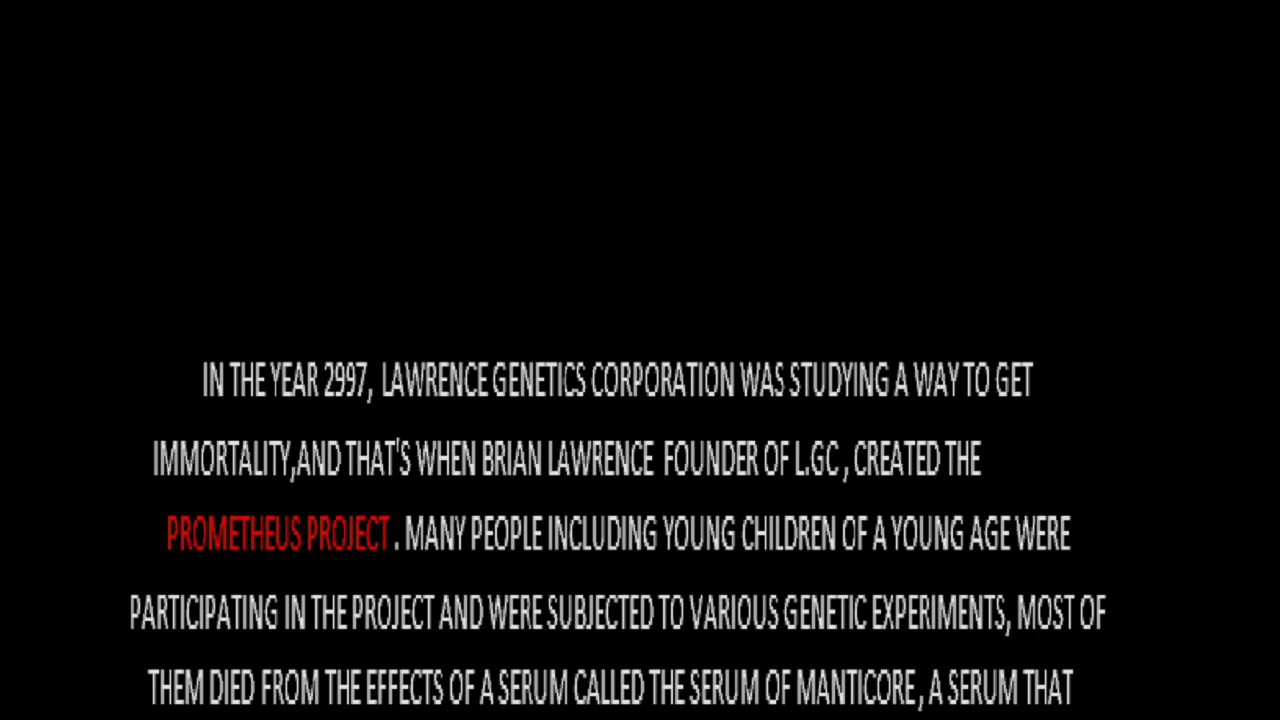 IN THE YEAR 2997, LAWRENCE GENETICS CORPORATION WAS STUDYING A WAY TO GET
IMMORTALITY,AND THAT'S WHEN BRIAN LAWRENCE FOUNDER OF L.GC , CREATED THE
PROMETHEUS PROJECT . MANY PEOPLE INCLUDING YOUNG CHILDREN OF A YOUNG AGE WERE
PARTICIPATING IN THE PROJECT AND WERE SUBJECTED TO VARIOUS GENETIC EXPERIMENTS, MOST OF
THEM DIED FROM THE EFFECTS OF A SERUM CALLED THE SERUM OF MANTICORE , A SERUM THAT